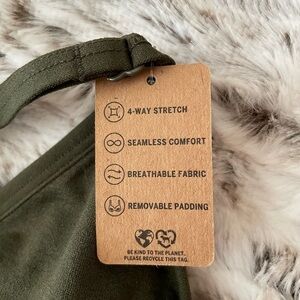 4-WAY STRETCH
SEAMLESS COMFORT
BREATHABLE FABRIC
REMOVABLE PADDING
BE KIND TO THE PLANET.
PLEASE RECYCLE THIS TAG.